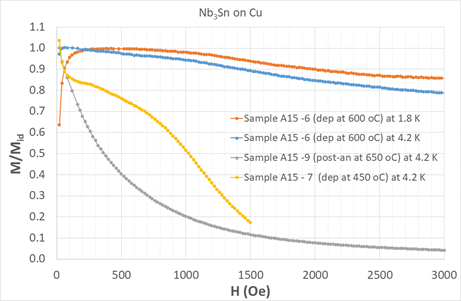 Nb₃Sn on Cu
1.1
1.0
0.9
0.8
0.7
0.6
0.5
0.4
0.3
0.2
0.1
0.0
M/Mid
Sample A15 -6 (dep at 600 oC) at 1.8 K
Sample A15 -6 (dep at 600 oC) at 4.2 K
Sample A15 -9 (post-an at 650 oC) at 4.2 K
Sample A15 - 7 (dep at 450 oC) at 4.2 K
0 500 1000 1500 2000 2500 3000
H (Oe)